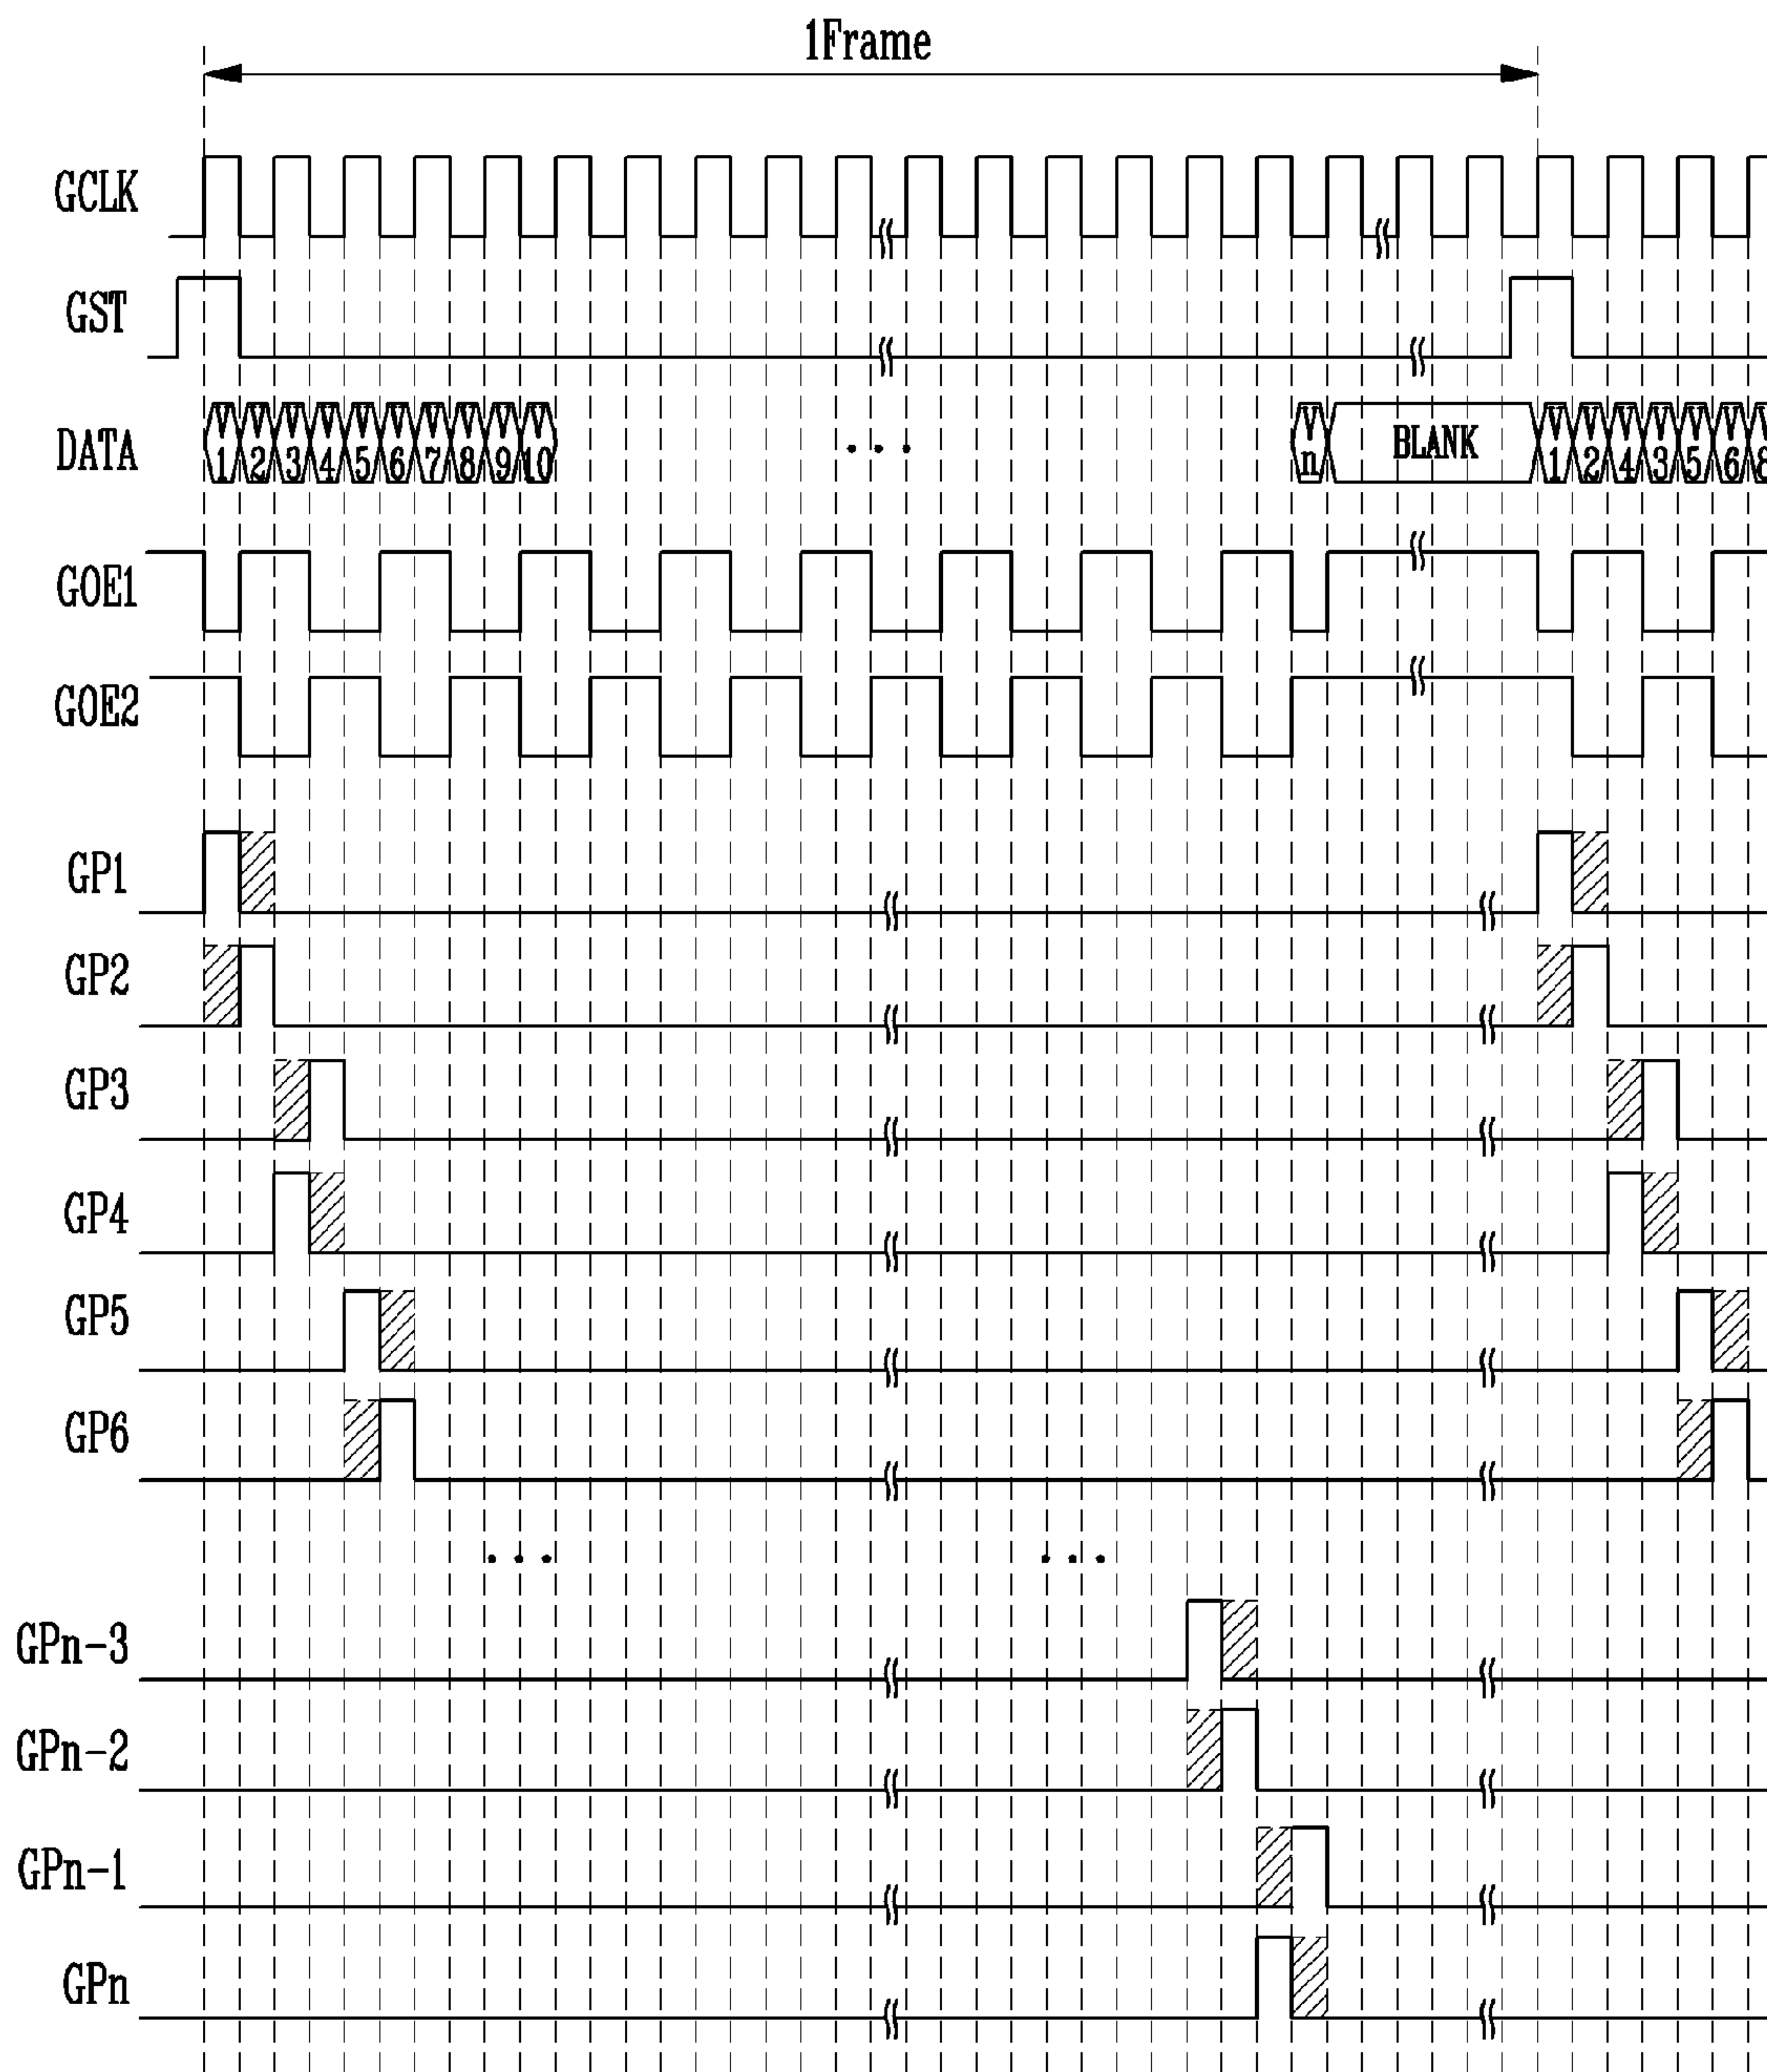 1Frame
GCLK
GST
DATA V1 V2 V3 V4 V5 V6 V7 V8 V9 V10 ... Vn BLANK V1 V2 V4 V3 V5 V6 V8
GOE1
GOE2
GP1
GP2
GP3
GP4
GP5
GP6
... ...
GPn-3
GPn-2
GPn-1
GPn